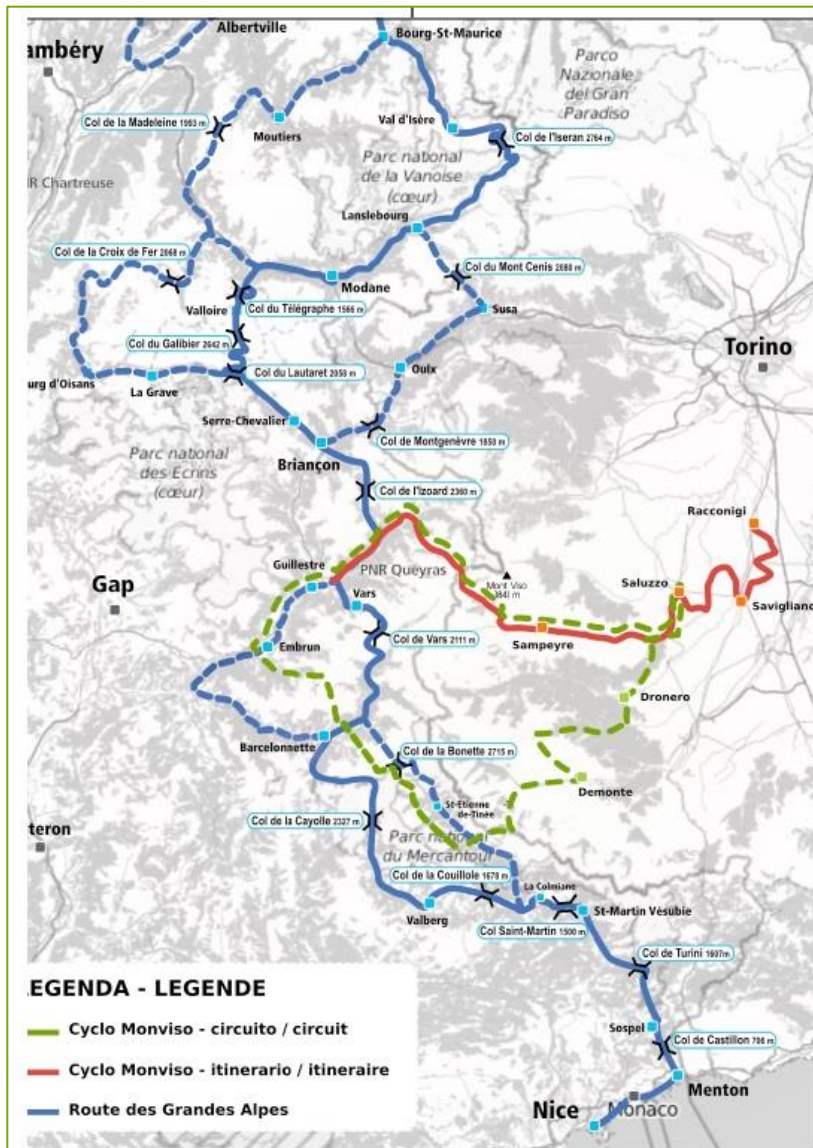 Albertville
Bourg-St-Maurice
ambéry
Parco
Nazionale
del Gran
Paradiso
Col de la Madeleine 1993 m
Moutiers
Val d'Isère
Col de l'Iseran 2764 m
Parc national
de la Vanoise
(cœur)
R Chartreuse
Lanslebourg
Col de la Croix de Fer 2068 m
Col du Mont Cenis
Modane
Valloire
Col du Télégraphe 1566 m
Susa
Col du Galibier 2642 m
Torino
Oulx
Col du Lautaret 2058 m
urg d'Oisans
La Grave
Serre-Chevalier
Col de Montgenèvre 1850 m
Parc national
des Ecrins
(cœur)
Briançon
Col de l'Izoard 2360 m
Racconigi
Guillestre
PNR Queyras
Mont Viso
3841 m
Gap
Saluzzo
Vars
Savigliano
Col de Vars 2111 m
Sampeyre
Embrun
Dronero
Barcelonnette
Col de la Bonette 2715 m
Demonte
St-Etienne
de-Tinée
Col de la Cayolle 2327 m
teron
Parc national
du Mercantour
Col de la Couillole 1678 m
La Colmiane
Valberg
St-Martin Vésubie
Col Saint-Martin 1500 m
Col de Turini 1607m
LEGENDA - LEGENDE
Cyclo Monviso - circuito / circuit
Sospel
Col de Castillon 706 m
Cyclo Monviso - itinerario / itineraire
Menton
Route des Grandes Alpes
Nice
Monaco